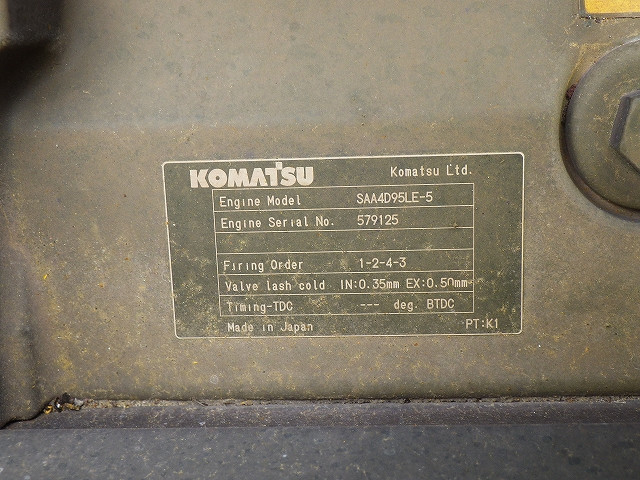 KOMATSU Komatsu Ltd.
Engine Model SAA4D95LE-5
Engine Serial No. 579125
Firing Order 1-2-4-3
Valve lash cold IN:0.35mm EX:0.50mm
Timing-TDC --- deg. BTDC
Made in Japan PT:K1